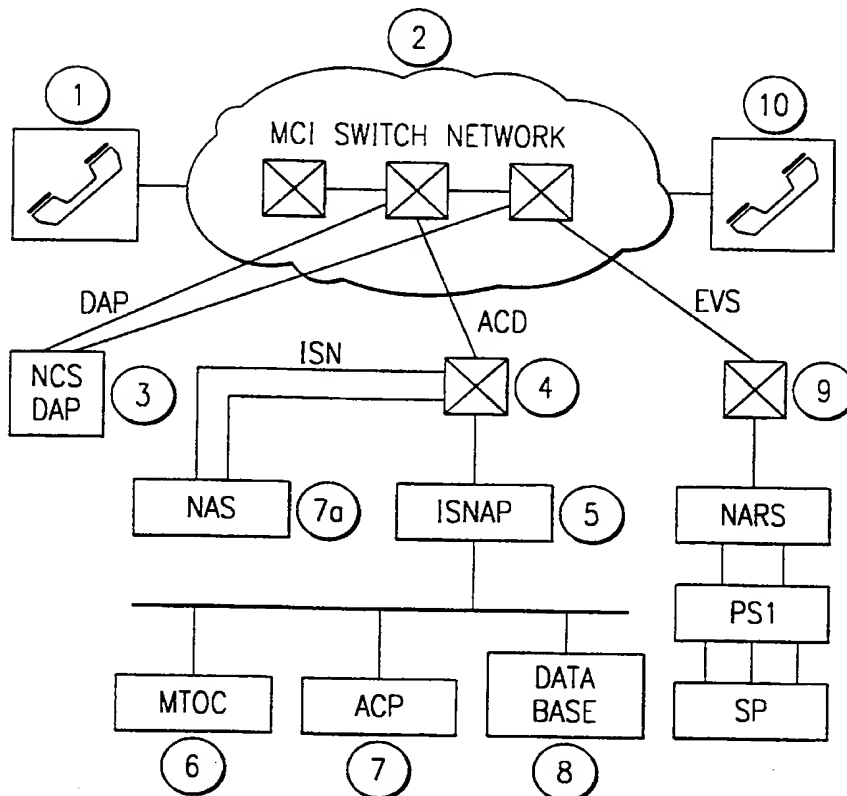 2
1
10
MCI SWITCH NETWORK
DAP
ACD
EVS
ISN
NCS
DAP
3
4
9
NAS
7a
ISNAP
5
NARS
PS1
MTOC
ACP
DATA
BASE
SP
6
7
8